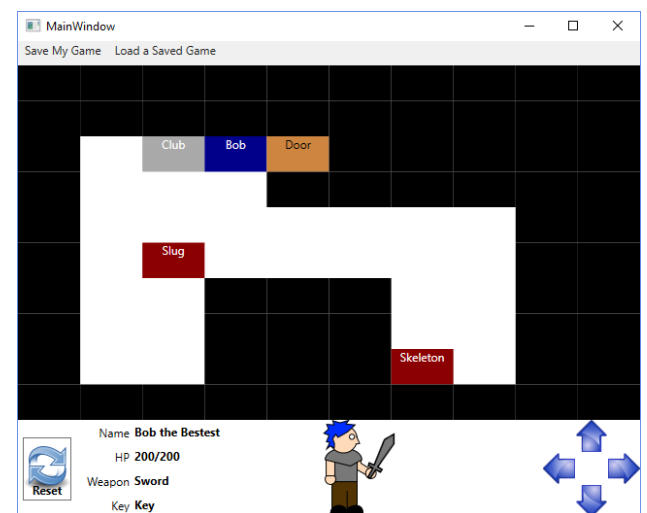 MainWindow
Save My Game Load a Saved Game
Club Bob Door
Slug
Skeleton
Name Bob the Bestest
HP 200/200
Weapon Sword
Reset
Key Key